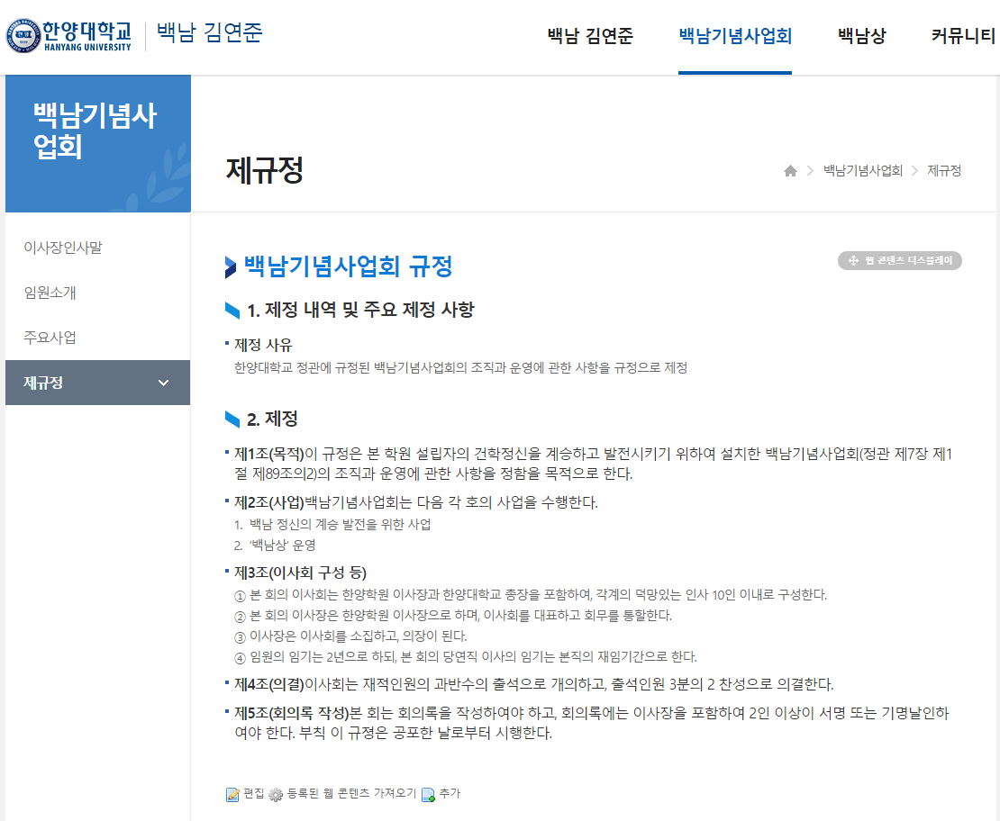 한양대학교
HANYANG UNIVERSITY
백남 김연준
백남 김연준
백남기념사업회
백남상
커뮤니티
백남기념사
업회
이사장인사말
임원소개
주요사업
제규정
제규정
백남기념사업회
제규정
백남기념사업회 규정
웹 콘텐츠 디스플레이
1. 제정 내역 및 주요 제정 사항
제정 사유
한양대학교 정관에 규정된 백남기념사업회의 조직과 운영에 관한 사항을 규정으로 제정
2. 제정
제1조(목적)이 규정은 본 학원 설립자의 건학정신을 계승하고 발전시키기 위하여 설치한 백남기념사업회(정관 제7장 제1
절 제89조의2)의 조직과 운영에 관한 사항을 정함을 목적으로 한다.
제2조(사업)백남기념사업회는 다음 각 호의 사업을 수행한다.
1. 백남 정신의 계승 발전을 위한 사업
2. ‘백남상’ 운영
제3조(이사회 구성 등)
① 본 회의 이사회는 한양학원 이사장과 한양대학교 총장을 포함하여, 각계의 덕망있는 인사 10인 이내로 구성한다.
② 본 회의 이사장은 한양학원 이사장으로 하며, 이사회를 대표하고 회무를 통할한다.
③ 이사장은 이사회를 소집하고, 의장이 된다.
④ 임원의 임기는 2년으로 하되, 본 회의 당연직 이사의 임기는 본직의 재임기간으로 한다.
제4조(의결)이사회는 재적인원의 과반수의 출석으로 개의하고, 출석인원 3분의 2 찬성으로 의결한다.
제5조(회의록 작성)본 회는 회의록을 작성하여야 하고, 회의록에는 이사장을 포함하여 2인 이상이 서명 또는 기명날인하
여야 한다. 부칙 이 규정은 공포한 날로부터 시행한다.
편집 등록된 웹 콘텐츠 가져오기 추가